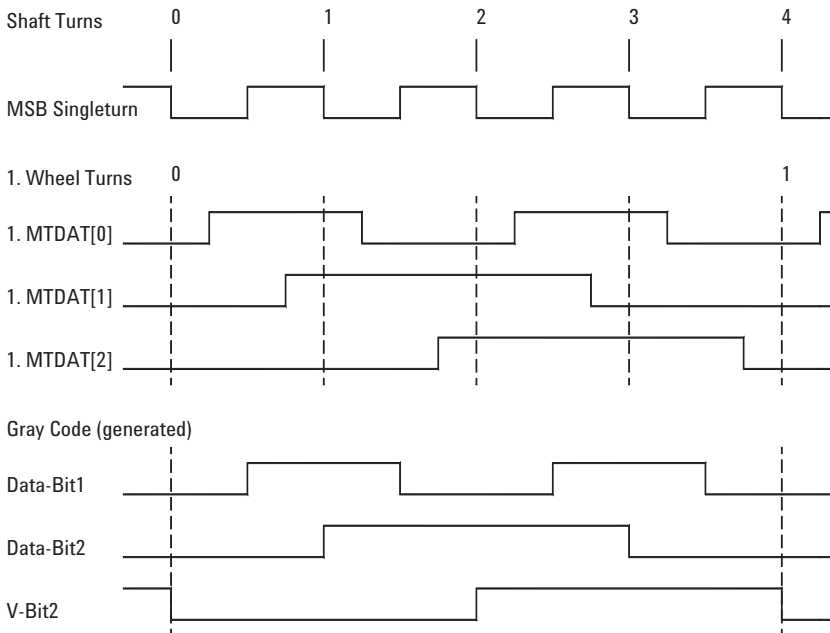 Shaft Turns 0 1 2 3 4
MSB Singleturn
1. Wheel Turns 0 1
1. MTDAT[0]
1. MTDAT[1]
1. MTDAT[2]
Gray Code (generated)
Data-Bit1
Data-Bit2
V-Bit2